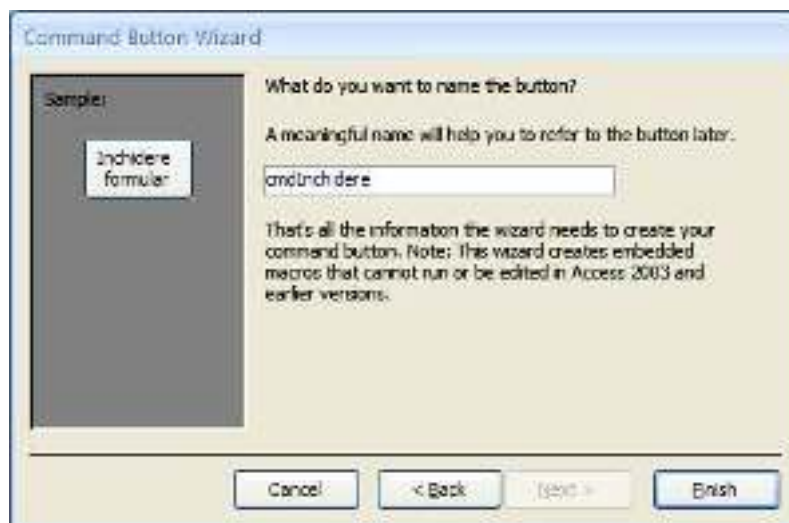 Command Button Wizard
Sample:
Inchidere
formular
What do you want to name the button?
A meaningful name will help you to refer to the button later.
cmdInchidere
That's all the information the wizard needs to create your
command button. Note: This wizard creates embedded
macros that cannot run or be edited in Access 2003 and
earlier versions.
Cancel
< Back
Next >
Finish